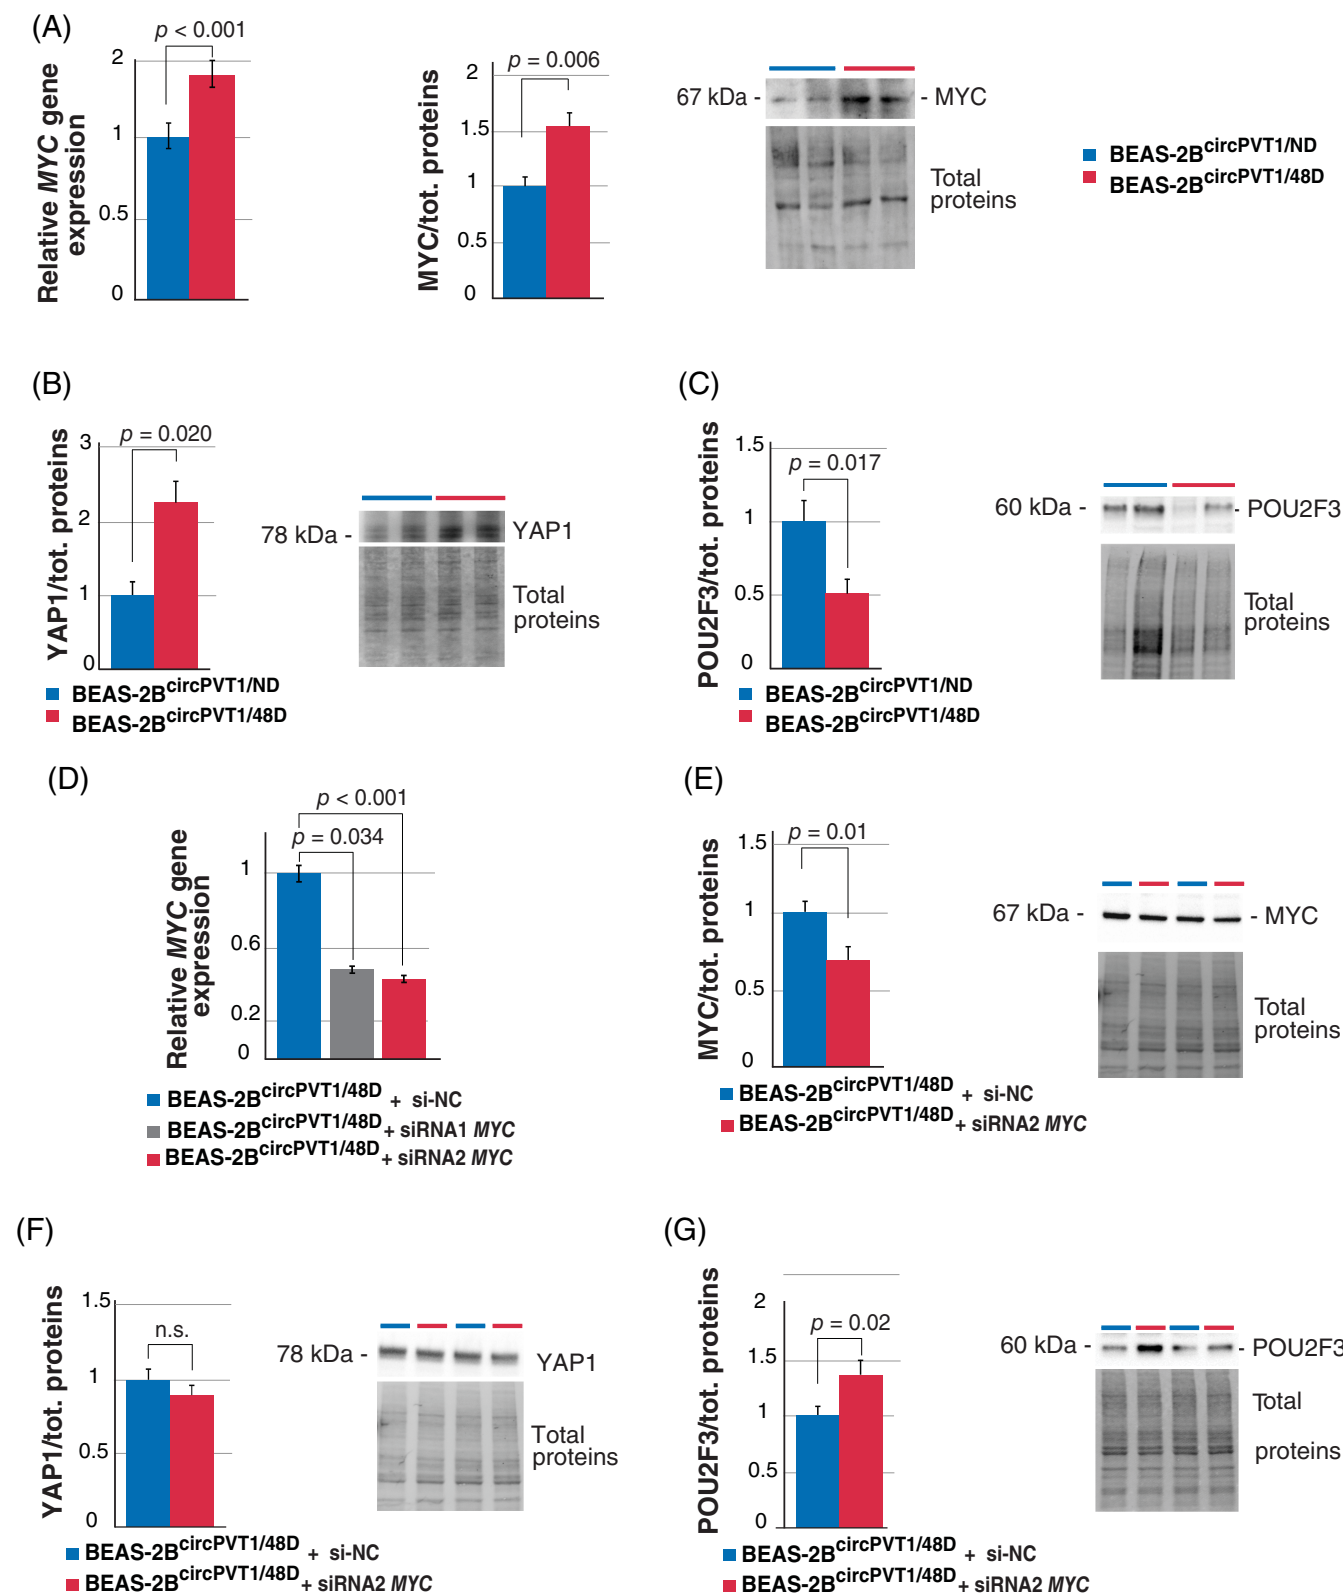 (A)
p < 0.001
Relative MYC gene
expression
2
1
0.5
0
p = 0.006
MYC/tot. proteins
2
1.5
1
0.5
0
67 kDa -
- MYC
Total
proteins
BEAS-2BcircPVT1/ND
BEAS-2BcircPVT1/48D
(B)
p = 0.020
YAP1/tot. proteins
3
2
1
0
78 kDa -
YAP1
Total
proteins
BEAS-2BcircPVT1/ND
BEAS-2BcircPVT1/48D
(C)
p = 0.017
POU2F3/tot. proteins
1.5
1
0.5
0
60 kDa -
- POU2F3
Total
proteins
BEAS-2BcircPVT1/ND
BEAS-2BcircPVT1/48D
(D)
p < 0.001
p = 0.034
Relative MYC gene
expression
1
0.6
0.2
0
BEAS-2BcircPVT1/48D + si-NC
BEAS-2BcircPVT1/48D + siRNA1 MYC
BEAS-2BcircPVT1/48D + siRNA2 MYC
(E)
p = 0.01
MYC/tot. proteins
1.5
1
0.5
0
67 kDa -
- MYC
Total
proteins
BEAS-2BcircPVT1/48D + si-NC
BEAS-2BcircPVT1/48D + siRNA2 MYC
(F)
n.s.
YAP1/tot. proteins
1.5
1
0.5
0
78 kDa -
YAP1
Total
proteins
BEAS-2BcircPVT1/48D + si-NC
BEAS-2BcircPVT1/48D + siRNA2 MYC
(G)
p = 0.02
POU2F3/tot. proteins
2
1.5
1
0.5
0
60 kDa -
- POU2F3
Total
proteins
BEAS-2BcircPVT1/48D + si-NC
BEAS-2BcircPVT1/48D + siRNA2 MYC